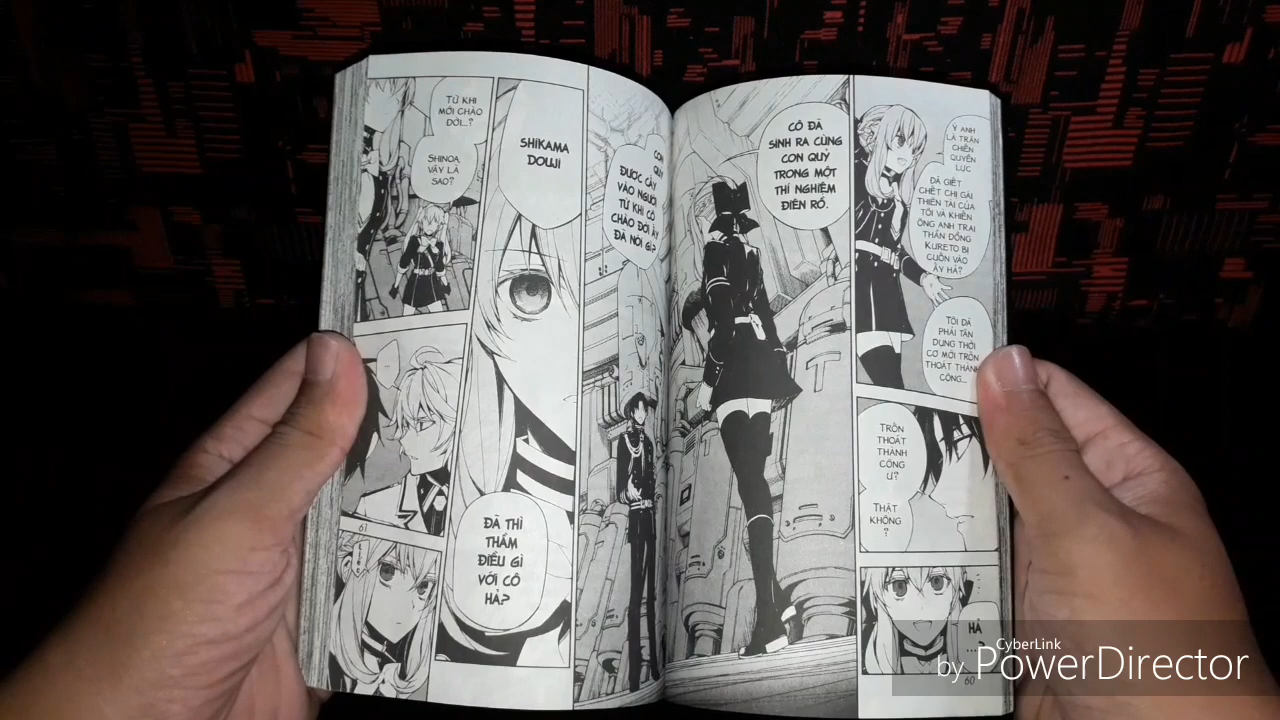 Ý ANH
LÀ TRẬN
CHIẾN
QUYỀN
LỰC
ĐÃ GIẾT
CHẾT CHỊ GÁI
THIÊN TÀI CỦA
TÔI VÀ KHIẾN
ÔNG ANH TRAI
THẦN ĐỒNG
KURETO BỊ
CUỐN VÀO
ẤY HẢ?
TÔI ĐÃ
PHẢI TẬN
DỤNG THỜI
CƠ MỚI TRỐN
THOÁT THÀNH
CÔNG...
TRỐN
THOÁT
THÀNH
CÔNG
Ư?
THẬT
KHÔNG
?
HẢ
60
CÔ ĐÃ
SINH RA CÙNG
CON QUỶ
TRONG MỘT
THÍ NGHIỆM
ĐIÊN RỒ.
CON
QUỶ
ĐƯỢC CẤY
VÀO NGƯỜI
TỪ KHI CÔ
CHÀO ĐỜI ẤY
ĐÃ NÓI GÌ?
SHIKAMA
DOUJI
ĐÃ THÌ
THẦM
ĐIỀU GÌ
VỚI CÔ
HẢ?
TỪ KHI
MỚI CHÀO
ĐỜI...?
SHINOA,
VẬY LÀ
SAO?
61
CyberLink
by PowerDirector